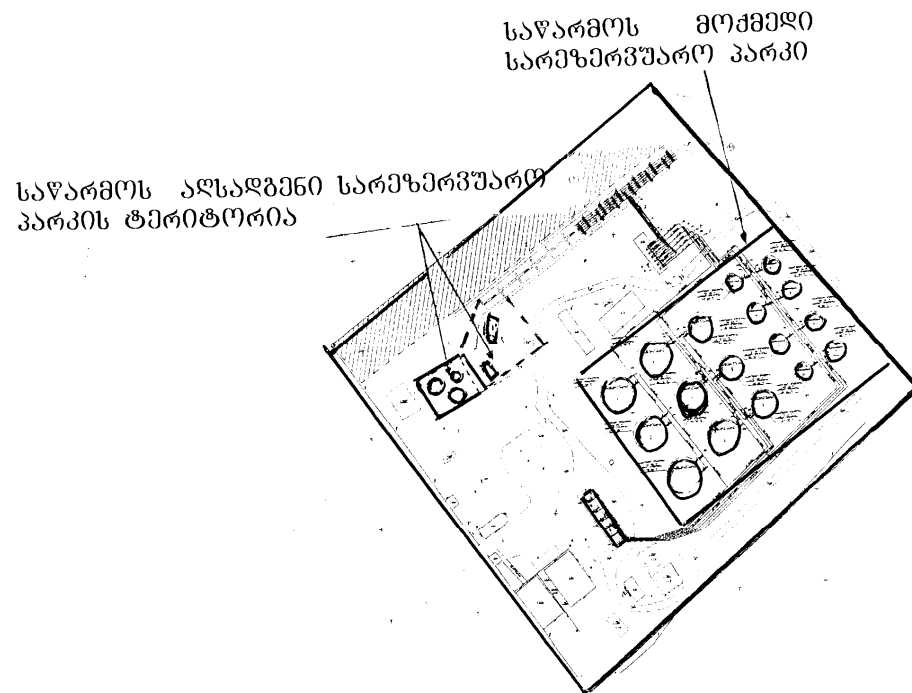 საწარმოს მოქმედი
სარეზერვუარო პარკი
საწარმოს აღსადგენი სარეზერვუარო
პარკის ტერიტორია